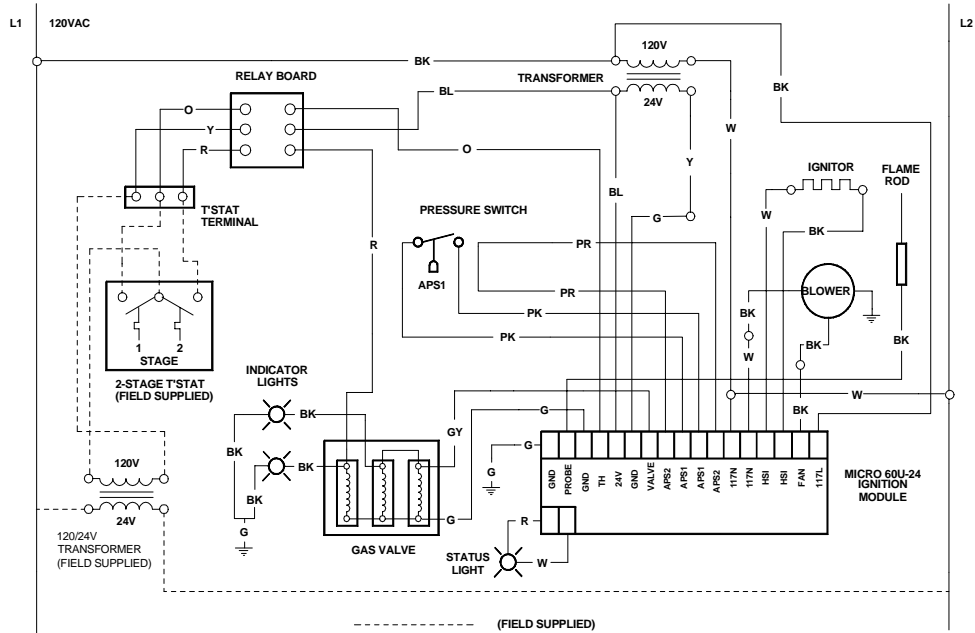 L1
120VAC
L2
120V
BK
RELAY BOARD
TRANSFORMER
24V
BL
BK
O
Y
R
O
W
Y
T'STAT
TERMINAL
PRESSURE SWITCH
BL
G
IGNITOR
FLAME
ROD
W
BK
R
APS1
PR
PR
PK
PK
BLOWER
BK
W
BK
BK
1
2
STAGE
2-STAGE T'STAT
(FIELD SUPPLIED)
INDICATOR
LIGHTS
BK
BK
BK
BK
G
GY
G
G
GAS VALVE
W
BK
G
G
GND
PROBE
GND
TH
24V
GND
VALVE
APS2
APS1
APS1
APS2
117N
117N
HSI
HSI
FAN
117L
MICRO 60U-24
IGNITION
MODULE
120V
24V
120/24V
TRANSFORMER
(FIELD SUPPLIED)
R
STATUS
LIGHT
W
(FIELD SUPPLIED)